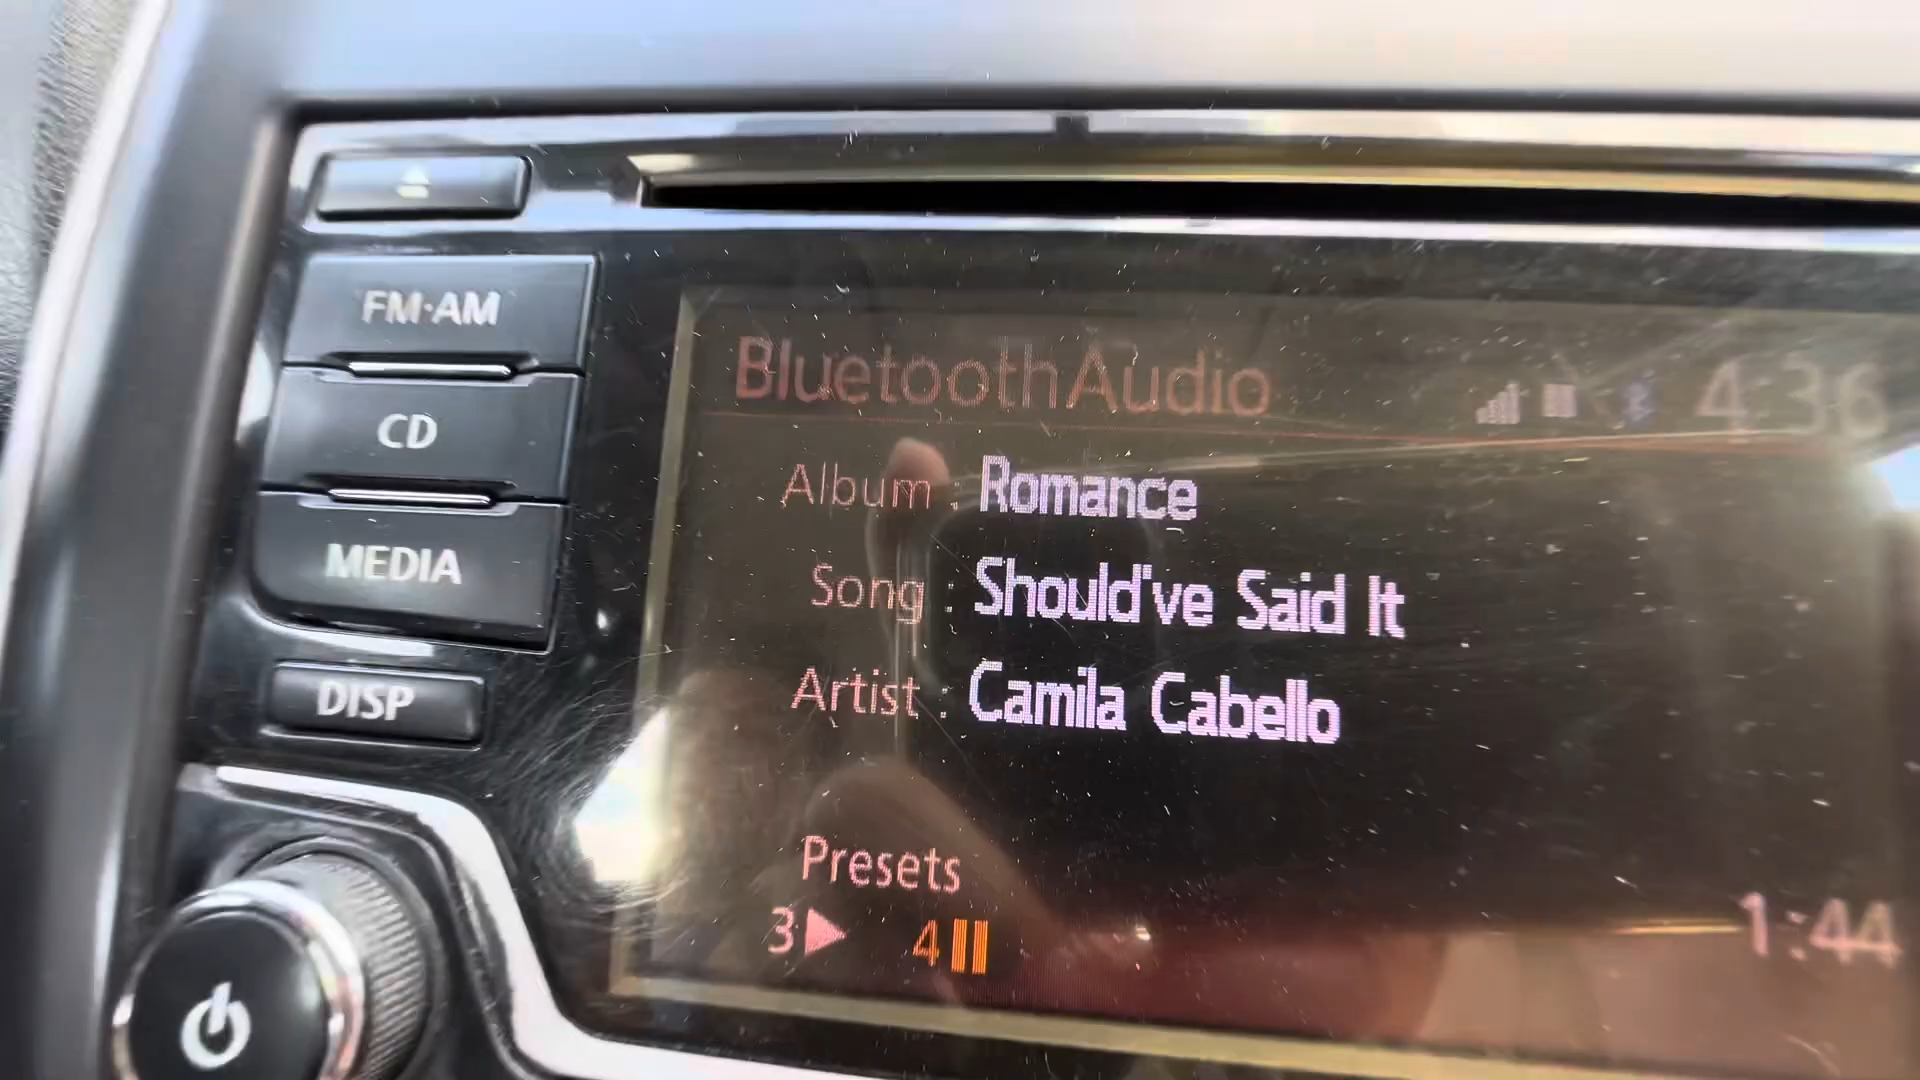 FM·AM
CD
MEDIA
DISP
BluetoothAudio 4:36
Album : Romance
Song : Should've Said It
Artist : Camila Cabello
Presets
3 4 1:44